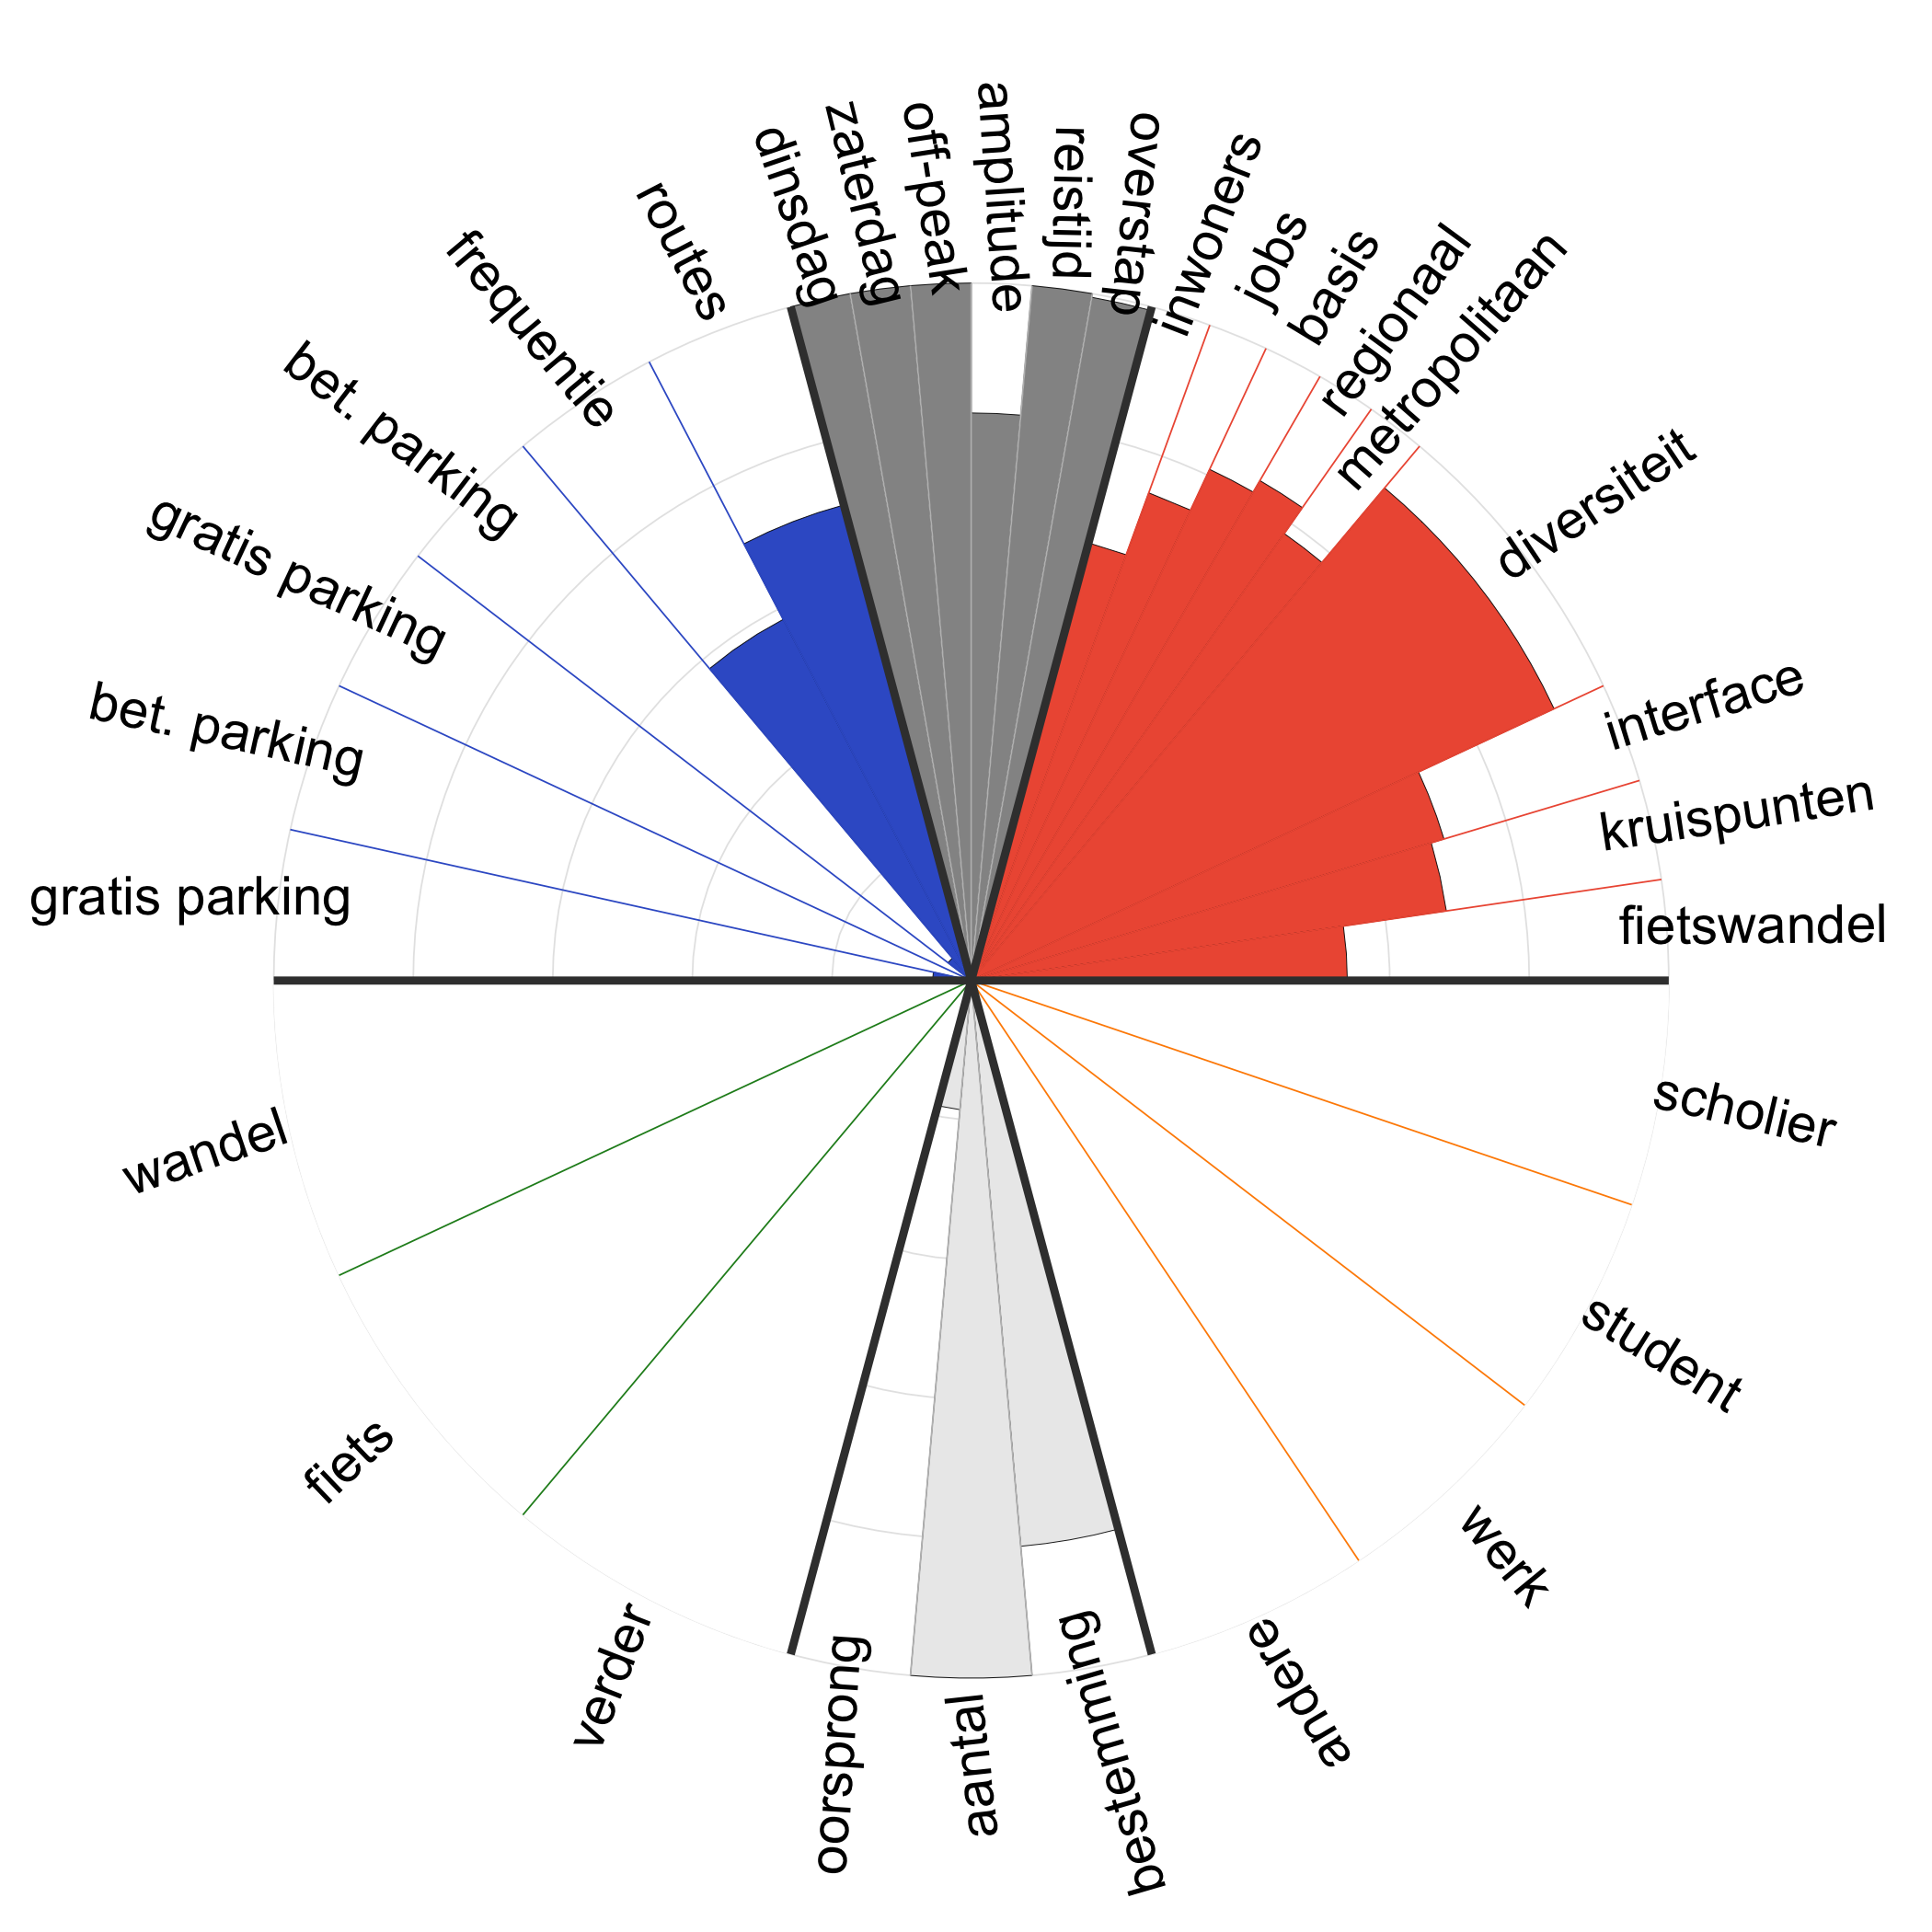 dinsdag
zaterdag
off-peak
amplitude
reistijd
overstap
inwoners
jobs
basis
regionaal
metropolitaan
diversiteit
interface
kruispunten
fietswandel
scholier
student
werk
andere
bestemming
aantal
oorsprong
verder
fiets
wandel
gratis parking
bet. parking
gratis parking
bet. parking
frequentie
routes